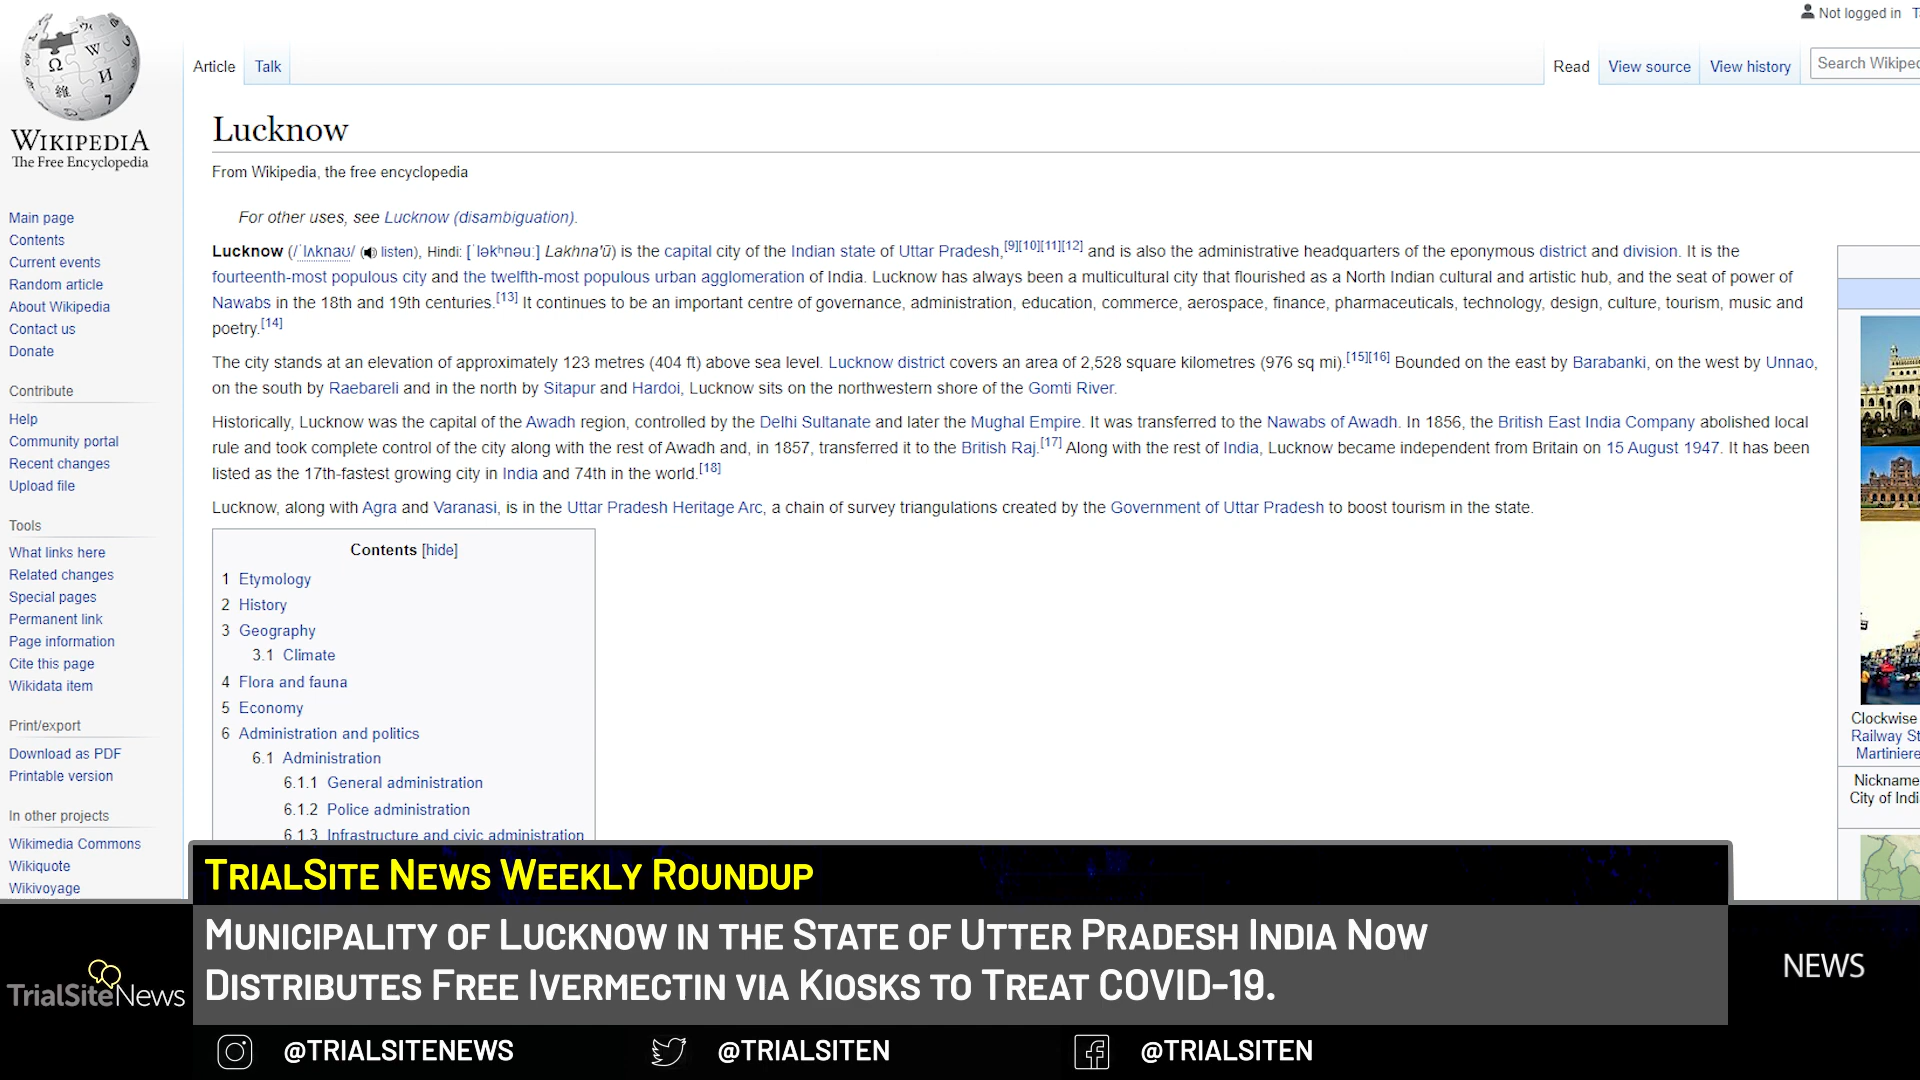 Not logged in
WIKIPEDIA
The Free Encyclopedia
Article
Talk
Read
View source
View history
Search
Lucknow
From Wikipedia, the free encyclopedia
For other uses, see Lucknow (disambiguation).
Lucknow (/ˈlʌknaʊ/ (listen), Hindi: [ˈləkʰnəuː] Lakhna'ū) is the capital city of the Indian state of Uttar Pradesh,[9][10][11][12] and is also the administrative headquarters of the eponymous district and division. It is the
fourteenth-most populous city and the twelfth-most populous urban agglomeration of India. Lucknow has always been a multicultural city that flourished as a North Indian cultural and artistic hub, and the seat of power of
Nawabs in the 18th and 19th centuries.[13] It continues to be an important centre of governance, administration, education, commerce, aerospace, finance, pharmaceuticals, technology, design, culture, tourism, music and
poetry.[14]
The city stands at an elevation of approximately 123 metres (404 ft) above sea level. Lucknow district covers an area of 2,528 square kilometres (976 sq mi).[15][16] Bounded on the east by Barabanki, on the west by Unnao,
on the south by Raebareli and in the north by Sitapur and Hardoi, Lucknow sits on the northwestern shore of the Gomti River.
Historically, Lucknow was the capital of the Awadh region, controlled by the Delhi Sultanate and later the Mughal Empire. It was transferred to the Nawabs of Awadh. In 1856, the British East India Company abolished local
rule and took complete control of the city along with the rest of Awadh and, in 1857, transferred it to the British Raj.[17] Along with the rest of India, Lucknow became independent from Britain on 15 August 1947. It has been
listed as the 17th-fastest growing city in India and 74th in the world.[18]
Lucknow, along with Agra and Varanasi, is in the Uttar Pradesh Heritage Arc, a chain of survey triangulations created by the Government of Uttar Pradesh to boost tourism in the state.
Contents [hide]
1 Etymology
2 History
3 Geography
3.1 Climate
4 Flora and fauna
5 Economy
6 Administration and politics
6.1 Administration
6.1.1 General administration
6.1.2 Police administration
6.1.3 Infrastructure and civic administration
Main page
Contents
Current events
Random article
About Wikipedia
Contact us
Donate
Contribute
Help
Community portal
Recent changes
Upload file
Tools
What links here
Related changes
Special pages
Permanent link
Page information
Cite this page
Wikidata item
Print/export
Download as PDF
Printable version
In other projects
Wikimedia Commons
Wikiquote
Wikivoyage
Clockwise
Railway
Martiniere
Nickname
City of
TrialSite News Weekly Roundup
Municipality of Lucknow in the State of Utter Pradesh India Now
Distributes Free Ivermectin via Kiosks to Treat COVID-19.
TrialSiteNews
NEWS
@TRIALSITENEWS
@TRIALSITEN
@TRIALSITEN